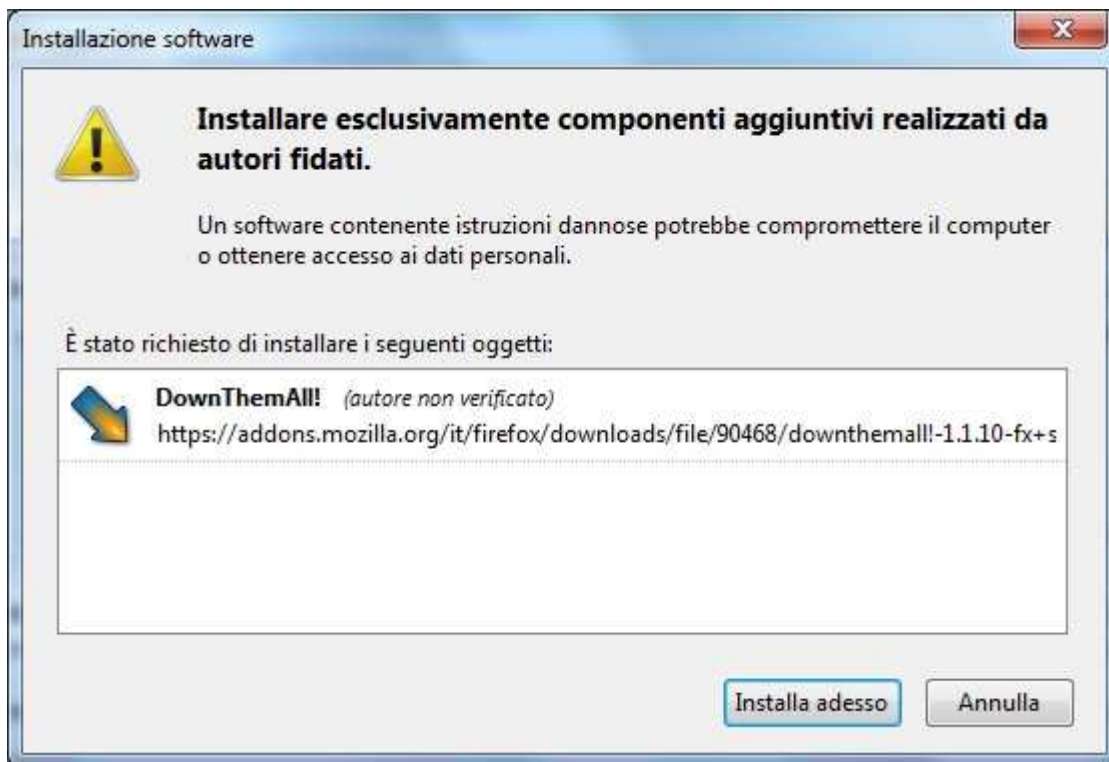 Installazione software
Installare esclusivamente componenti aggiuntivi realizzati da
autori fidati.
Un software contenente istruzioni dannose potrebbe compromettere il computer
o ottenere accesso ai dati personali.
È stato richiesto di installare i seguenti oggetti:
DownThemAll! (autore non verificato)
https://addons.mozilla.org/it/firefox/downloads/file/90468/downthemall!-1.1.10-fx+s
Installa adesso Annulla